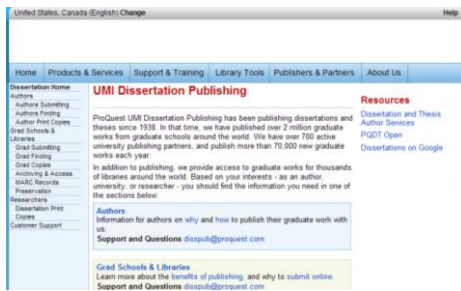 United States, Canada (English) Change
Help
Home
Products & Services
Support & Training
Library Tools
Publishers & Partners
About Us
Dissertation Home
Authors
Authors Submitting
Authors Finding
Author Print Copies
Grad Schools &
Libraries
Grad Submitting
Grad Finding
Grad Copies
Archiving & Access
MARC Records
Preservation
Researchers
Dissertation Print
Copies
Customer Support
UMI Dissertation Publishing
ProQuest UMI Dissertation Publishing has been publishing dissertations and
theses since 1938. In that time, we have published over 2 million graduate
works from graduate schools around the world. We have over 700 active
university publishing partners, and publish more than 70,000 new graduate
works each year.
In addition to publishing, we provide access to graduate works for thousands
of libraries around the world. Based on your interests - as an author,
university, or researcher - you should find the information you need in one of
the sections below:
Authors
Information for authors on why and how to publish their graduate work with
us.
Support and Questions disspub@proquest.com
Grad Schools & Libraries
Learn more about the benefits of publishing, and why to submit online.
Support and Questions disspub@proquest.com
Resources
Dissertation and Thesis
Author Services
PQDT Open
Dissertations on Google